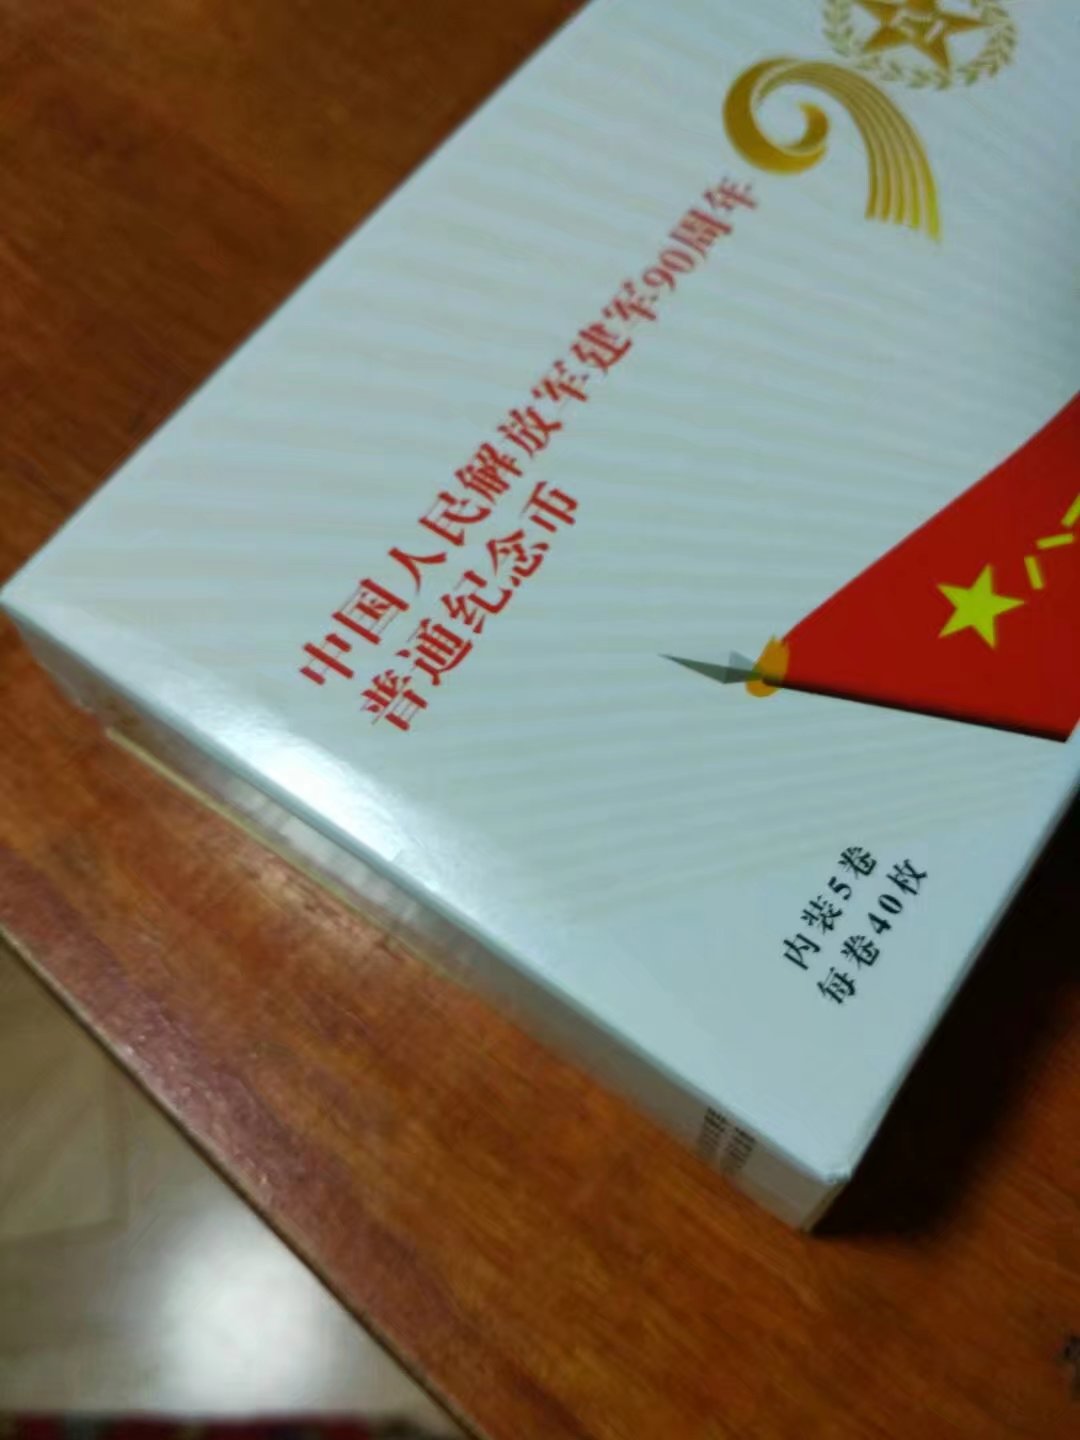 中国人民解放军建军90周年
普通纪念币
内装5卷
每卷40枚